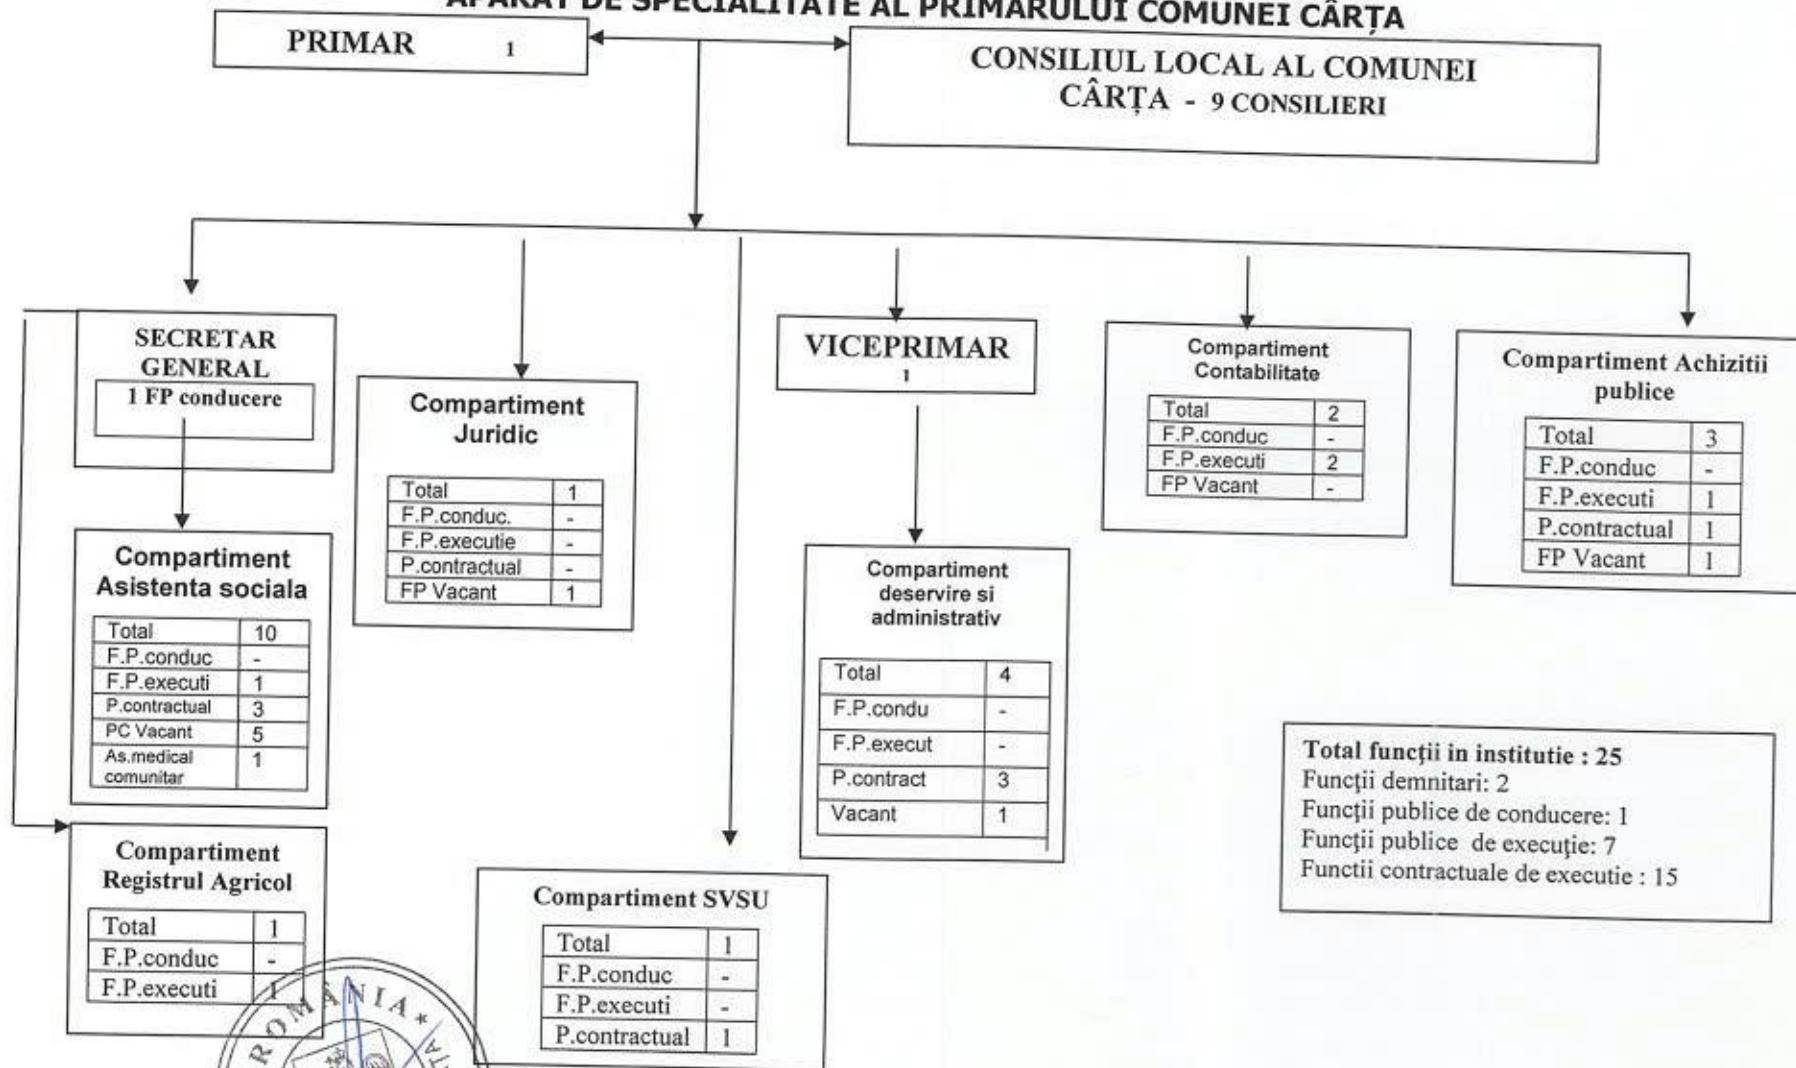 APARAT DE SPECIALITATE AL PRIMARULUI COMUNEI CÂRȚA
PRIMAR 1
CONSILIUL LOCAL AL COMUNEI
CÂRȚA - 9 CONSILIERI
SECRETAR
GENERAL
1 FP conducere
Compartiment
Juridic
Total 1
F.P.conduc. -
F.P.executie -
P.contractual -
FP Vacant 1
VICEPRIMAR
1
Compartiment
Contabilitate
Total 2
F.P.conduc -
F.P.executi 2
FP Vacant -
Compartiment Achizitii
publice
Total 3
F.P.conduc -
F.P.executi 1
P.contractual 1
FP Vacant 1
Compartiment
Asistenta sociala
Total 10
F.P.conduc -
F.P.executi 1
P.contractual 3
PC Vacant 5
As.medical 1
comunitar
Compartiment
deservire si
administrativ
Total 4
F.P.condu -
F.P.execut -
P.contract 3
Vacant 1
Total funcții in institutie : 25
Funcţii demnitari: 2
Funcţii publice de conducere: 1
Funcţii publice de execuţie: 7
Functii contractuale de executie : 15
Compartiment
Registrul Agricol
Total 1
F.P.conduc -
F.P.executi 1
Compartiment SVSU
Total 1
F.P.conduc -
F.P.executi -
P.contractual 1
ROMÂNIA *